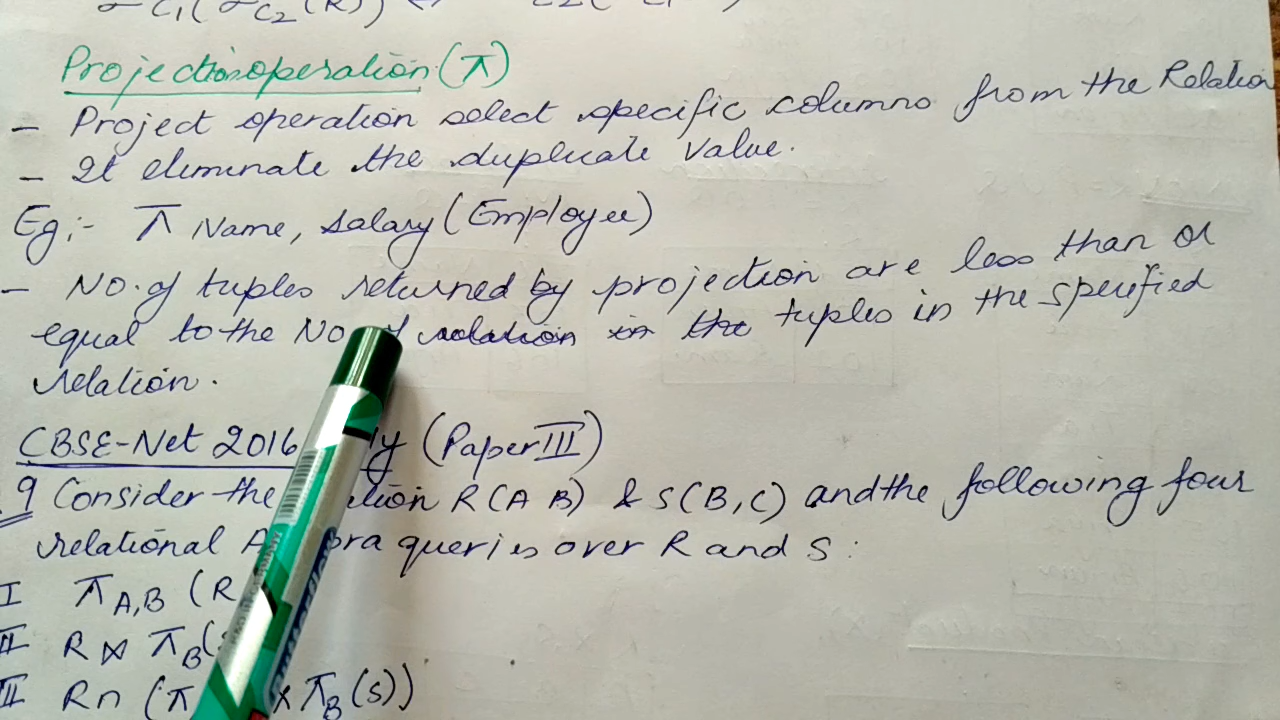 σ C1 ( σ C2 (R) )
Projection operation (π)
- Project operation select specific columns from the Relation
- It eliminate the duplicate value.
Eg:- π Name, Salary (Employee)
- No. of tuples returned by projection are less than or
equal to the No of relation in the tuples in the specified
relation.
CBSE-Net 2016 (Paper III)
Q Consider the R(A B) & S(B,C) and the following four
relational queries over R and S:
I π A,B (R
II R ⋈ π B (
III R ∩ (π × π B (S))